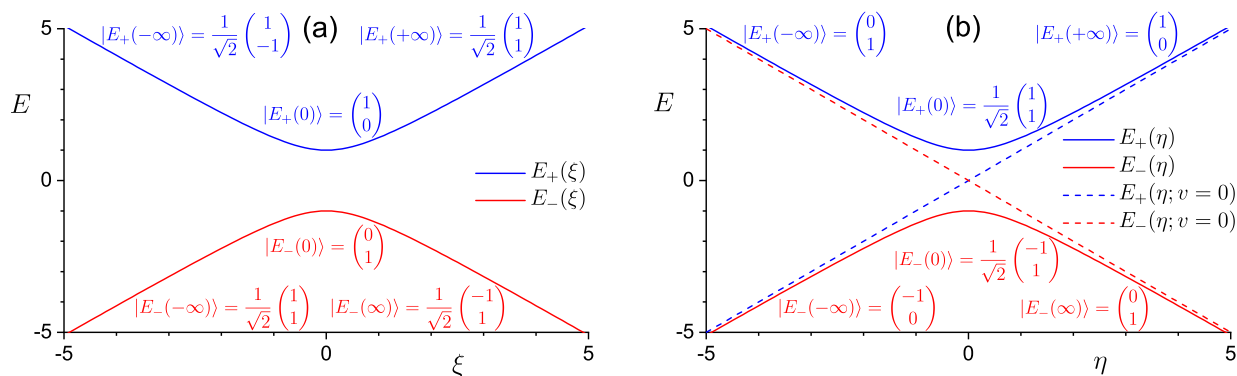 (a)
|E₊(−∞)⟩ = 1/√2 (1 −1)
|E₊(+∞)⟩ = 1/√2 (1 1)
|E₊(0)⟩ = (1 0)
E₊(ξ)
E₋(ξ)
|E₋(0)⟩ = (0 1)
|E₋(−∞)⟩ = 1/√2 (1 1)
|E₋(∞)⟩ = 1/√2 (−1 1)
E
5
0
-5
-5
0
5
ξ
(b)
|E₊(−∞)⟩ = (0 1)
|E₊(+∞)⟩ = (1 0)
|E₊(0)⟩ = 1/√2 (1 1)
E₊(η)
E₋(η)
E₊(η; v = 0)
E₋(η; v = 0)
|E₋(0)⟩ = 1/√2 (−1 1)
|E₋(−∞)⟩ = (−1 0)
|E₋(∞)⟩ = (0 1)
E
5
0
-5
-5
0
5
η